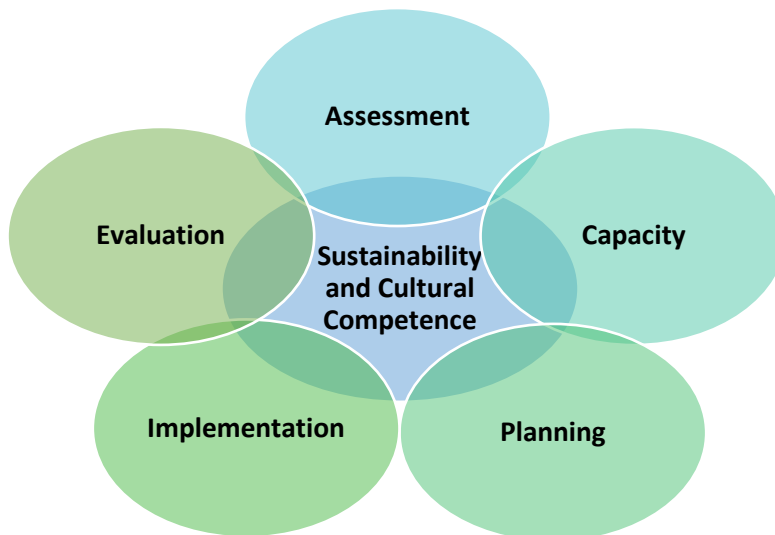 Assessment
Evaluation
Capacity
Sustainability
and Cultural
Competence
Implementation
Planning